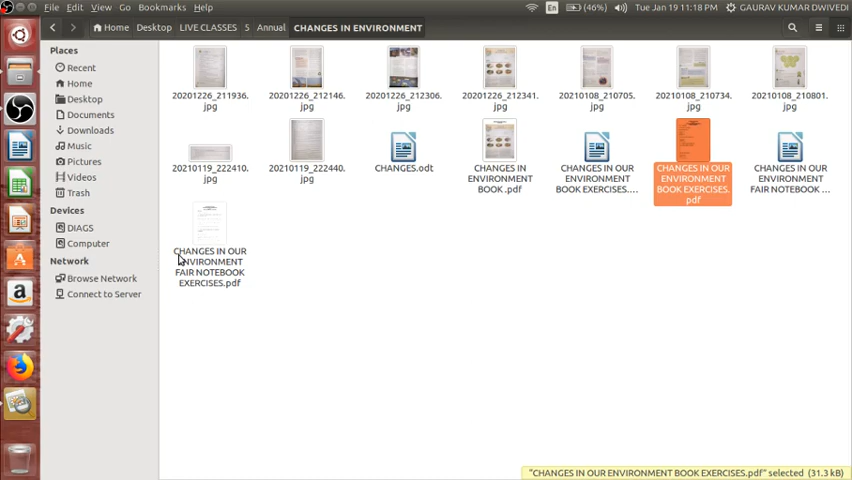 File Edit View Go Bookmarks Help
En (46%) Tue Jan 19 11:18 PM GAURAV KUMAR DWIVEDI
Home Desktop LIVE CLASSES 5 Annual CHANGES IN ENVIRONMENT
Places
Recent
Home
Desktop
Documents
Downloads
Music
Pictures
Videos
Trash
Devices
DIAGS
Computer
Network
Browse Network
Connect to Server
20201226_211936.
jpg
20201226_212146.
jpg
20201226_212306.
jpg
20201226_212341.
jpg
20210108_210705.
jpg
20210108_210734.
jpg
20210108_210801.
jpg
20210119_222410.
jpg
20210119_222440.
jpg
CHANGES.odt
CHANGES IN
ENVIRONMENT
BOOK .pdf
CHANGES IN OUR
ENVIRONMENT
BOOK EXERCISES....
CHANGES IN OUR
ENVIRONMENT
BOOK EXERCISES.
pdf
CHANGES IN OUR
ENVIRONMENT
FAIR NOTEBOOK ...
CHANGES IN OUR
ENVIRONMENT
FAIR NOTEBOOK
EXERCISES.pdf
"CHANGES IN OUR ENVIRONMENT BOOK EXERCISES.pdf" selected (31.3 kB)